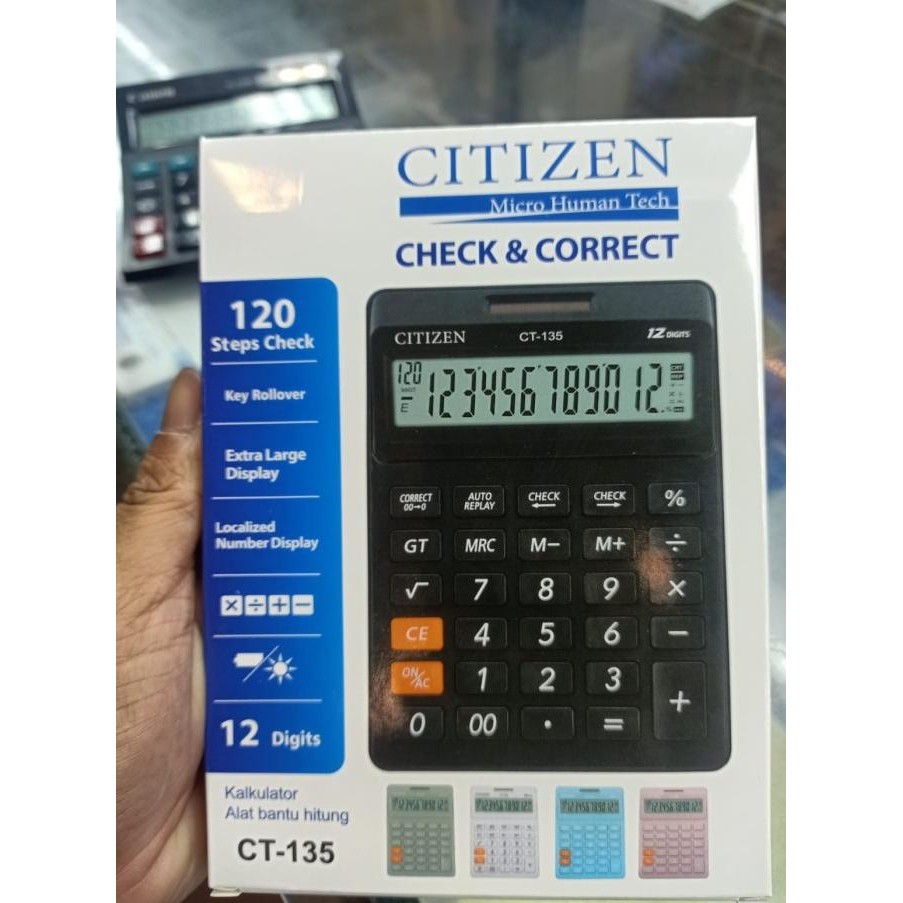 CITIZEN
Micro Human Tech
CHECK & CORRECT
120
Steps Check
Key Rollover
Extra Large
Display
Localized
Number Display
× ÷ + −
12 Digits
CITIZEN CT-135 12 DIGITS
120
123456789012.
E
CORRECT 00→0 AUTO REPLAY CHECK ← CHECK → %
GT MRC M− M+ ÷
√ 7 8 9 ×
CE 4 5 6 −
ON/AC 1 2 3 +
0 00 . =
Kalkulator
Alat bantu hitung
CT-135